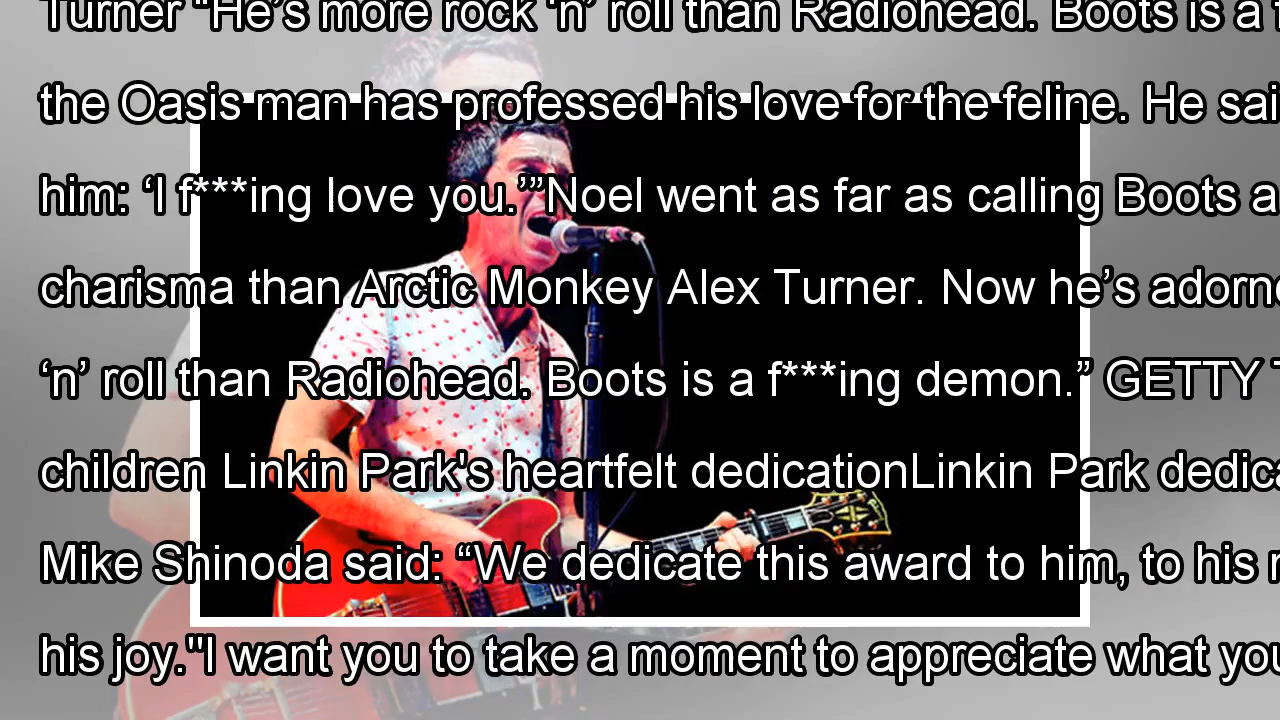 Turner “He’s more rock ‘n’ roll than Radiohead. Boots is a
the Oasis man has professed his love for the feline. He sai
him: ‘I f***ing love you.’”Noel went as far as calling Boots a
charisma than Arctic Monkey Alex Turner. Now he’s adorn
‘n’ roll than Radiohead. Boots is a f***ing demon.” GETTY
children Linkin Park's heartfelt dedicationLinkin Park dedic
Mike Shinoda said: “We dedicate this award to him, to his
his joy."I want you to take a moment to appreciate what you